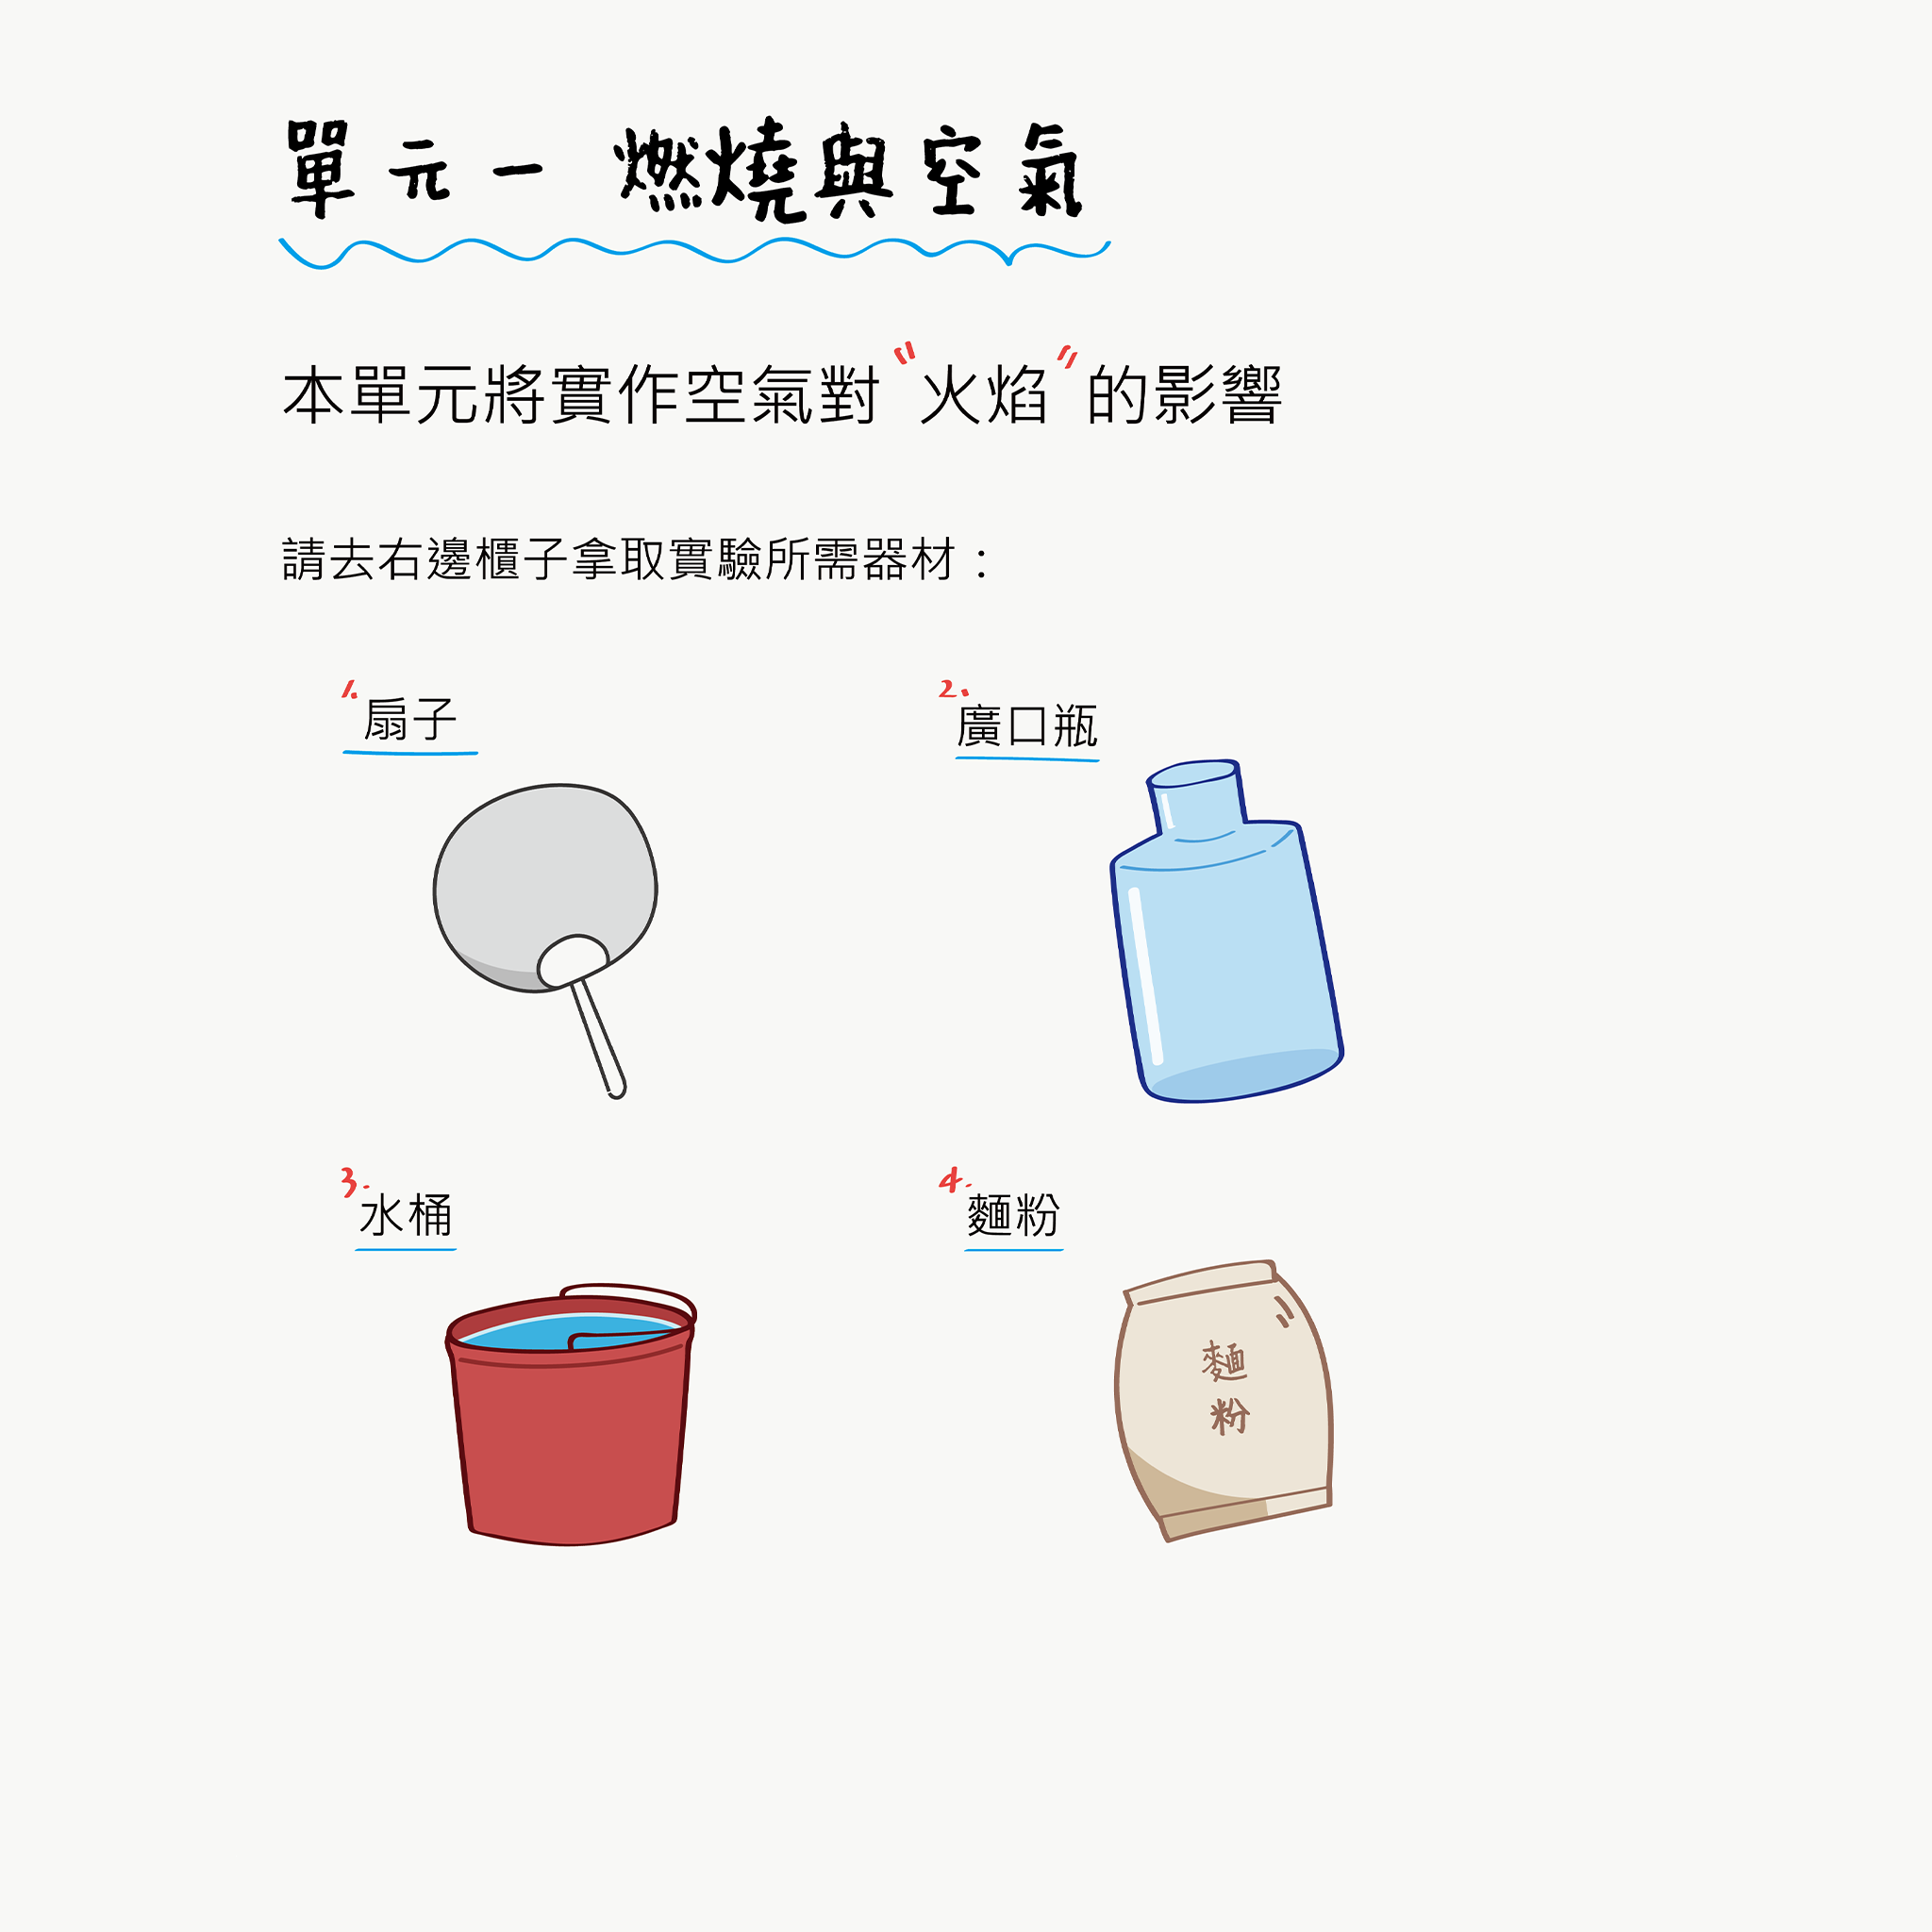 單元一 燃燒與空氣
本單元將實作空氣對"火焰"的影響
請去右邊櫃子拿取實驗所需器材：
1. 扇子
2. 廣口瓶
3. 水桶
4. 麵粉
麵
粉